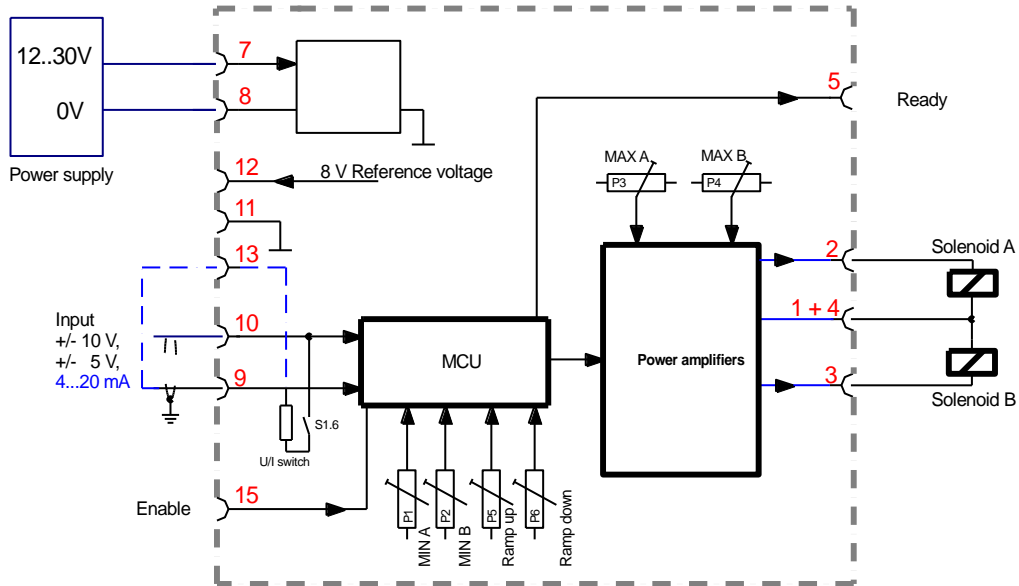 12..30V
0V
Power supply
7
8
12
8 V Reference voltage
11
13
Input
+/- 10 V,
+/- 5 V,
4...20 mA
10
9
S1.6
U/I switch
Enable
15
MCU
P1
MIN A
P2
MIN B
P5
Ramp up
P6
Ramp down
MAX A
P3
MAX B
P4
Power amplifiers
5
Ready
2
Solenoid A
1 + 4
3
Solenoid B